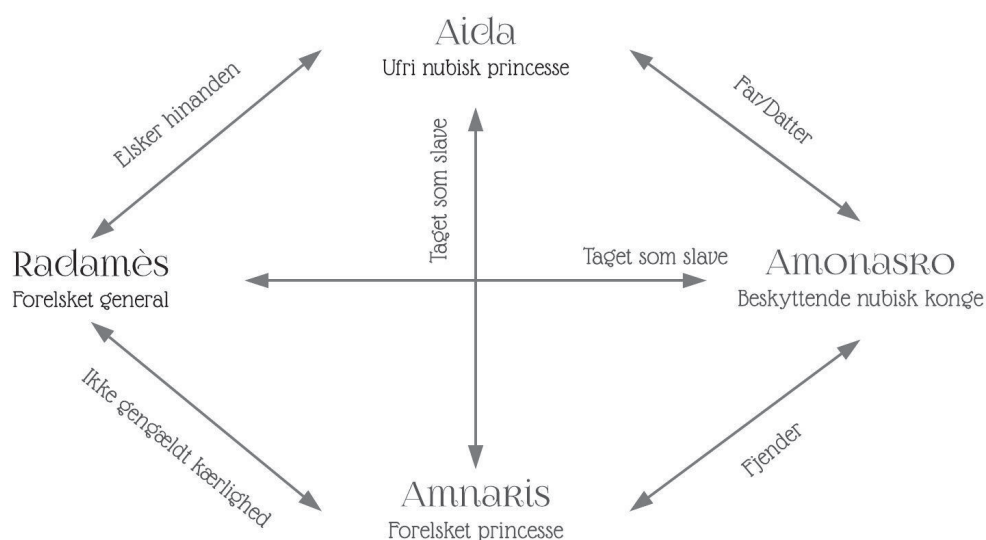 Aida
Ufri nubisk princesse
Elsker hinanden
Far/Datter
Taget som slave
Radamès
Forelsket general
Taget som slave
Amonasro
Beskyttende nubisk konge
Ikke gengældt kærlighed
Fjender
Amnaris
Forelsket princesse